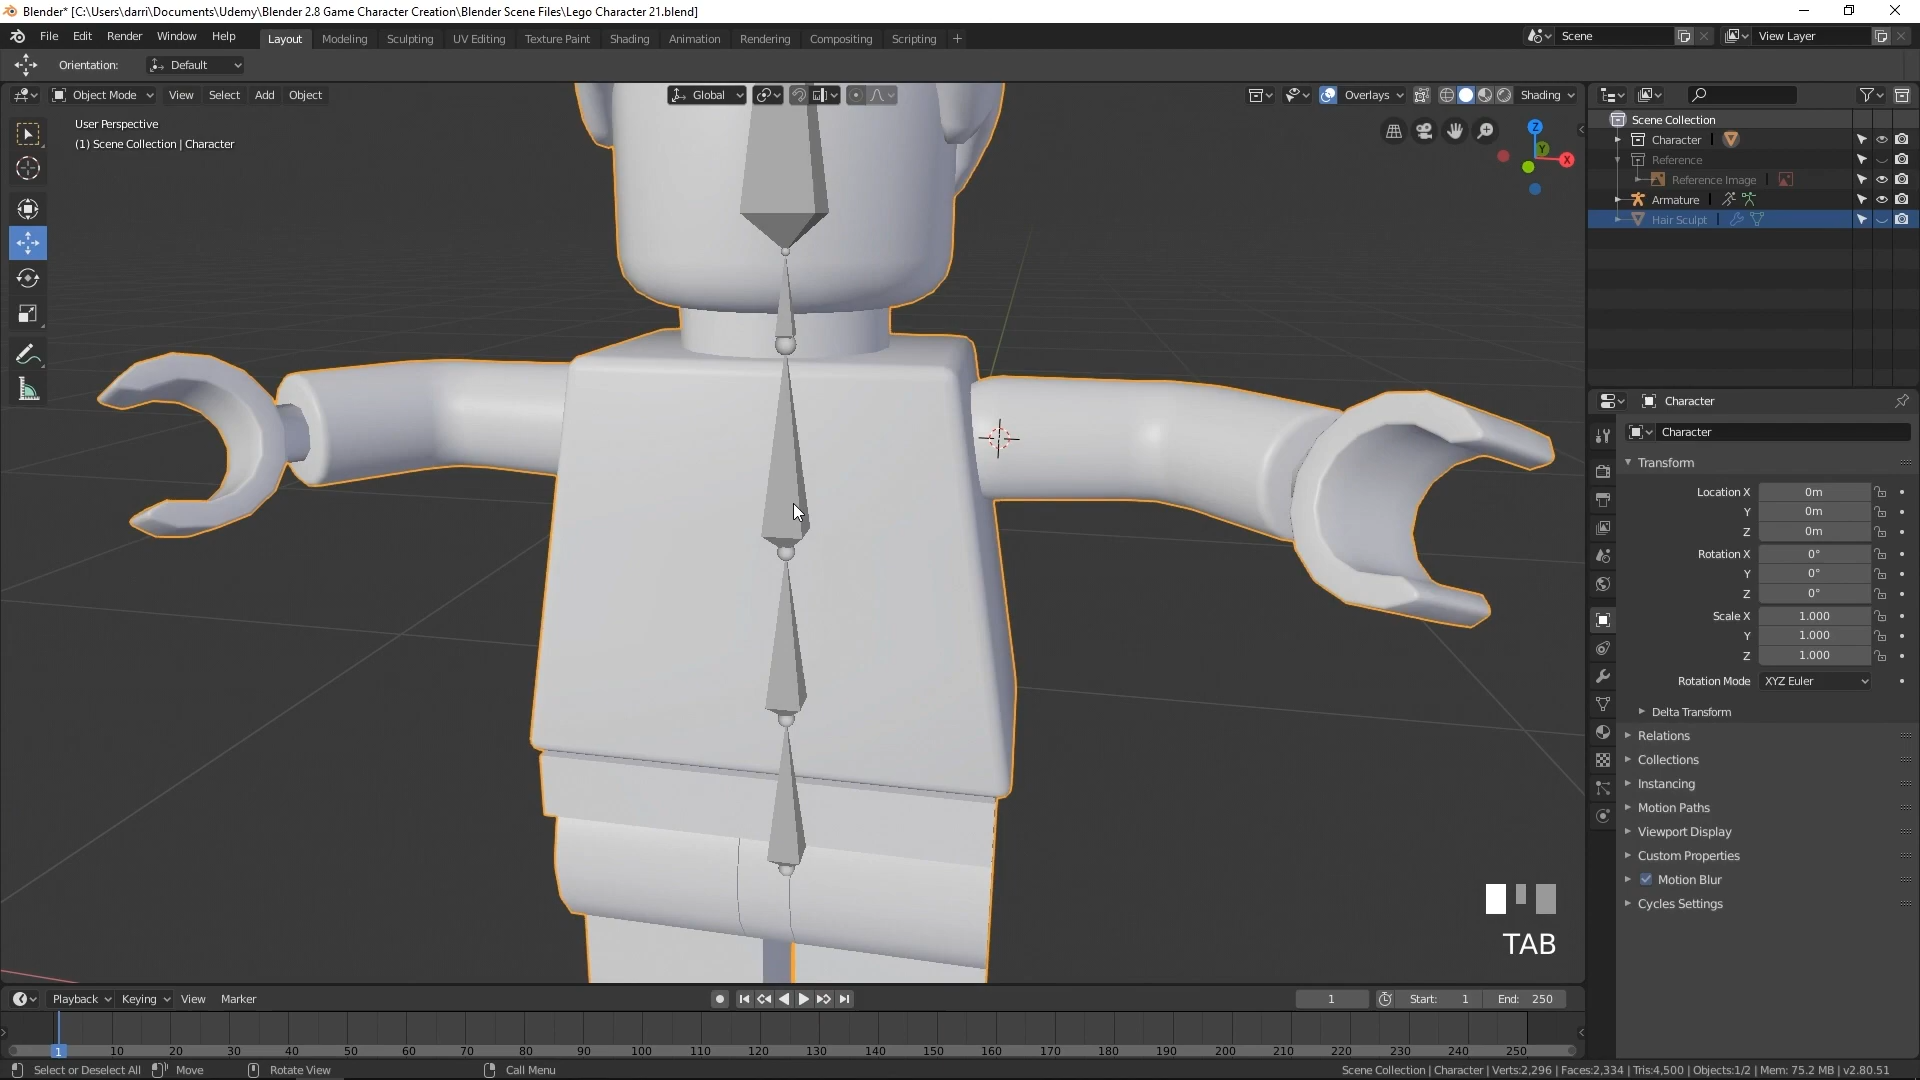 Blender* [C:\Users\darri\Documents\Udemy\Blender 2.8 Game Character Creation\Blender Scene Files\Lego Character 21.blend]
File Edit Render Window Help
Layout Modeling Sculpting UV Editing Texture Paint Shading Animation Rendering Compositing Scripting +
Scene
View Layer
Orientation: Default
Object Mode View Select Add Object
Global
Overlays
Shading
User Perspective
(1) Scene Collection | Character
Z
Y
X
Scene Collection
Character
Reference
Reference Image
Armature
Hair Sculpt
Character
Character
Transform
Location X 0m
Y 0m
Z 0m
Rotation X 0°
Y 0°
Z 0°
Scale X 1.000
Y 1.000
Z 1.000
Rotation Mode XYZ Euler
Delta Transform
Relations
Collections
Instancing
Motion Paths
Viewport Display
Custom Properties
Motion Blur
Cycles Settings
TAB
Playback Keying View Marker
1 Start: 1 End: 250
1 10 20 30 40 50 60 70 80 90 100 110 120 130 140 150 160 170 180 190 200 210 220 230 240 250
Select or Deselect All Move Rotate View Call Menu
Scene Collection | Character | Verts:2,296 | Faces:2,334 | Tris:4,500 | Objects:1/2 | Mem: 75.2 MB | v2.80.51